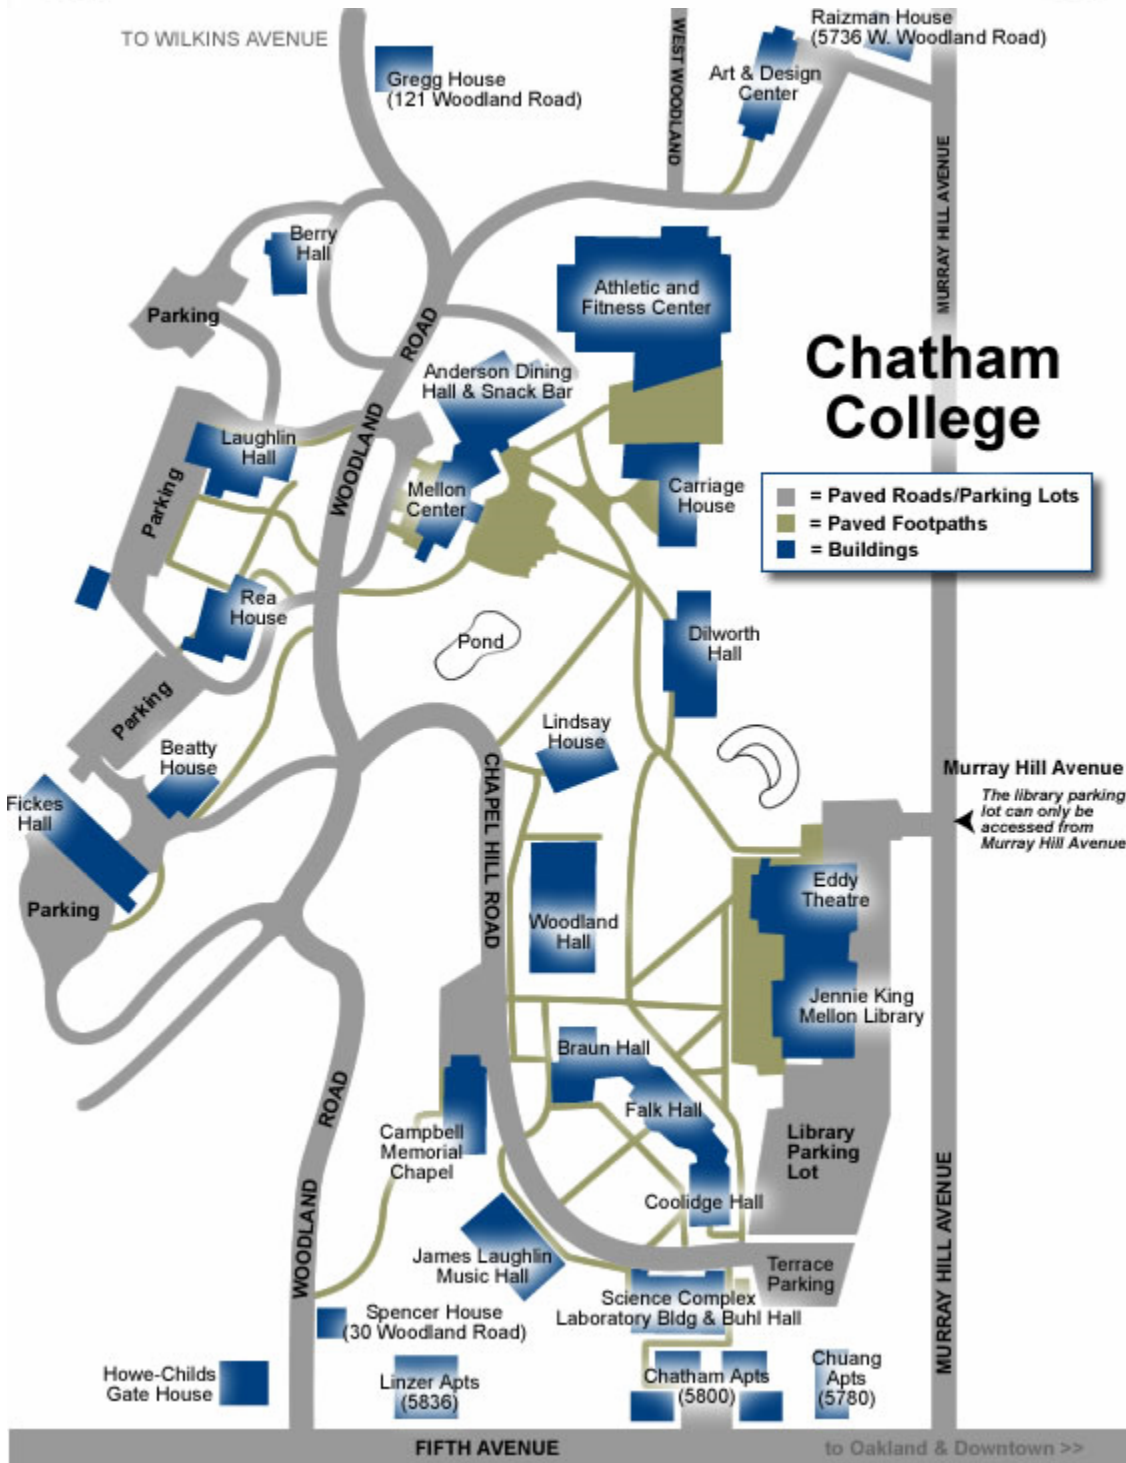 TO WILKINS AVENUE
Gregg House
(121 Woodland Road)
WEST WOODLAND
Raizman House
(5736 W. Woodland Road)
Art & Design
Center
MURRAY HILL AVENUE
Berry
Hall
Parking
Athletic and
Fitness Center
ROAD
Chatham
College
Anderson Dining
Hall & Snack Bar
WOODLAND
Laughlin
Hall
Parking
Mellon
Center
Carriage
House
= Paved Roads/Parking Lots
= Paved Footpaths
= Buildings
Rea
House
Pond
Dilworth
Hall
Parking
Lindsay
House
Beatty
House
Murray Hill Avenue
The library parking
lot can only be
accessed from
Murray Hill Avenue
Fickes
Hall
CHAPEL HILL ROAD
Parking
Eddy
Theatre
Woodland
Hall
Jennie King
Mellon Library
Braun Hall
ROAD
Falk Hall
Campbell
Memorial
Chapel
Library
Parking
Lot
Coolidge Hall
WOODLAND
MURRAY HILL AVENUE
James Laughlin
Music Hall
Terrace
Parking
Science Complex
Laboratory Bldg & Buhl Hall
Spencer House
(30 Woodland Road)
Howe-Childs
Gate House
Linzer Apts
(5836)
Chatham Apts
(5800)
Chuang
Apts
(5780)
FIFTH AVENUE
to Oakland & Downtown >>